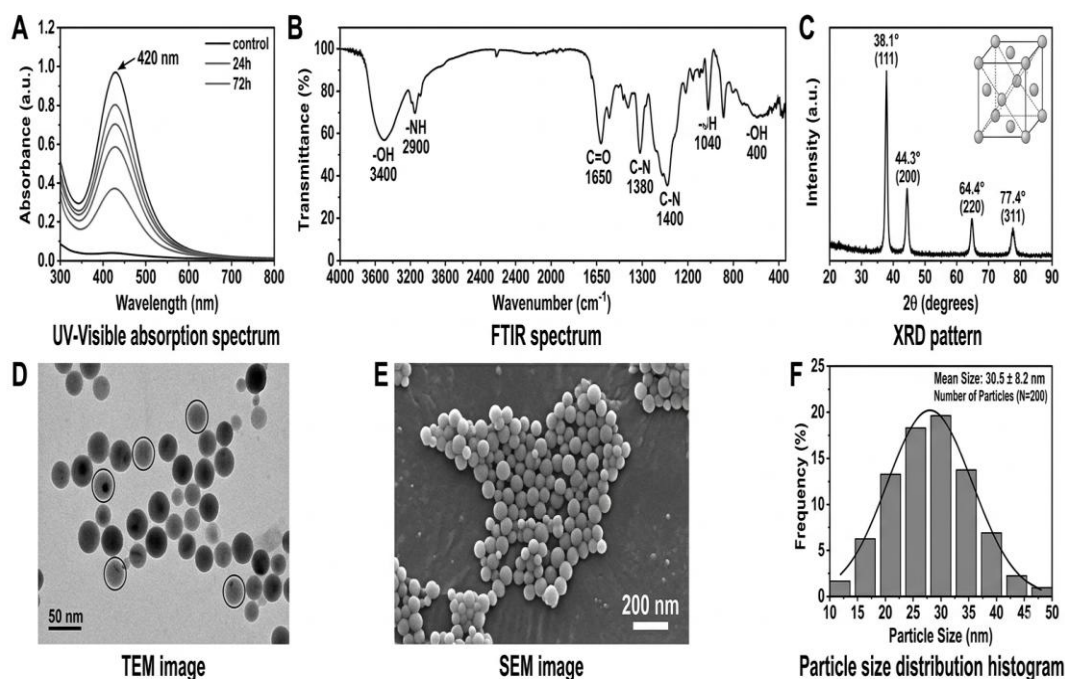 A
Absorbance (a.u.)
1.2
1.0
0.8
0.6
0.4
0.2
0.0
420 nm
control
24h
72h
300 400 500 600 700 800
Wavelength (nm)
UV-Visible absorption spectrum
B
Transmittance (%)
100
80
60
40
20
0
-OH
3400
-NH
2900
C=O
1650
C-N
1380
C-N
1400
1040
-OH
400
4000 3500 3200 2400 2400 2000 1650 1380 1200 800 400
Wavenumber (cm⁻¹)
FTIR spectrum
C
Intensity (a.u.)
38.1°
(111)
44.3°
(200)
64.4°
(220)
77.4°
(311)
20 30 40 50 60 70 80 90
2θ (degrees)
XRD pattern
D
50 nm
TEM image
E
200 nm
SEM image
F
Frequency (%)
25
20
15
10
5
0
Mean Size: 30.5 ± 8.2 nm
Number of Particles (N=200)
10 15 20 25 30 35 40 45 50
Particle Size (nm)
Particle size distribution histogram